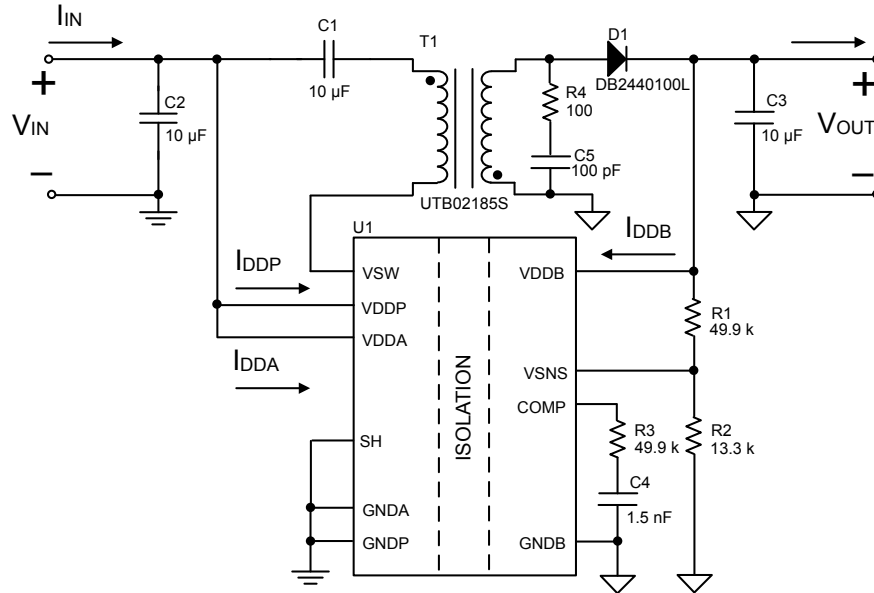 IIN
C1
T1
D1
+
C2
10 µF
10 µF
R4
100
DB2440100L
C3
10 µF
+
VIN
VOUT
C5
100 pF
–
–
UTB02185S
U1
IDDB
IDDP
VSW
VDDB
VDDP
R1
49.9 k
VDDA
IDDA
ISOLATION
VSNS
COMP
SH
R3
49.9 k
R2
13.3 k
C4
1.5 nF
GNDA
GNDP
GNDB